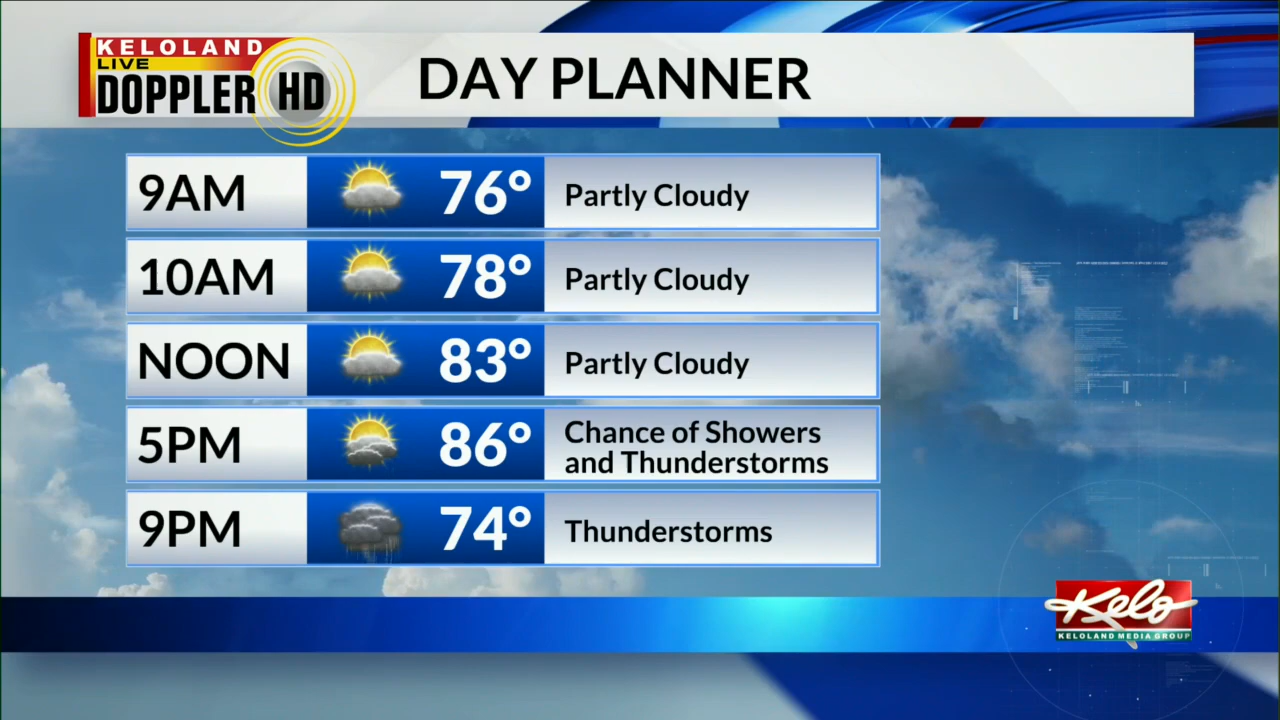 KELOLAND
LIVE
DOPPLER HD
DAY PLANNER
9AM 76° Partly Cloudy
10AM 78° Partly Cloudy
NOON 83° Partly Cloudy
5PM 86° Chance of Showers
and Thunderstorms
9PM 74° Thunderstorms
Kelo
KELOLAND MEDIA GROUP